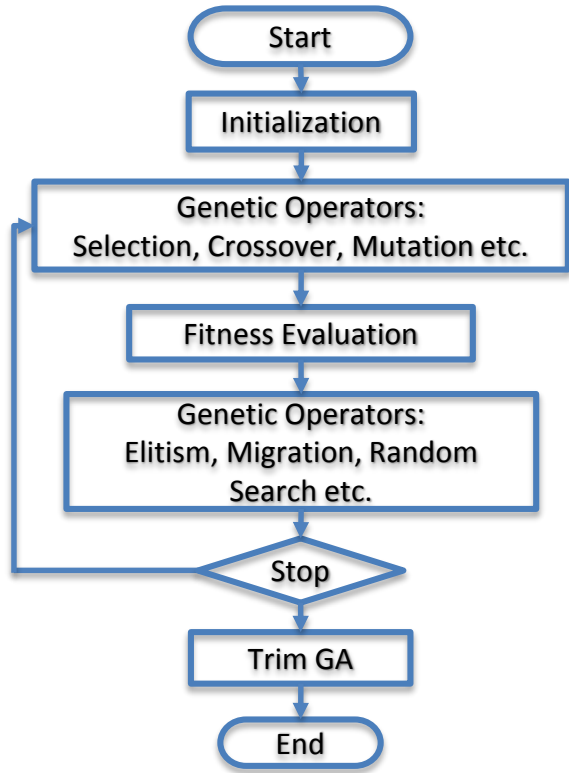 Start
Initialization
Genetic Operators:
Selection, Crossover, Mutation etc.
Fitness Evaluation
Genetic Operators:
Elitism, Migration, Random
Search etc.
Stop
Trim GA
End